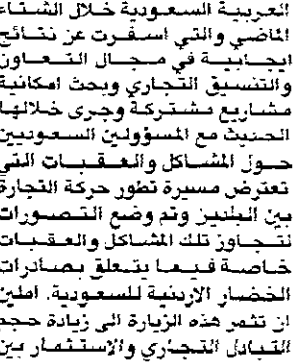 العربية السعودية خلال الشتاء
الماضي والتي اسفرت عن نتائج
ايجابية في مجال التعاون
والتنسيق التجاري وبحث امكانية
مشاريع مشتركة وجرى خلالها
الحديث مع المسؤولين السعوديين
حول المشاكل والعقبات التي
تعترض مسيرة تطور حركة التجارة
بين البلدين وتم وضع التصورات
لتجاوز تلك المشاكل والعقبات
خاصة فيما يتعلق بصادرات
الخضار الاردنية للسعودية. املين
ان تثمر هذه الزيارة الى زيادة حجم
التبادل التجاري والاستثمار بين